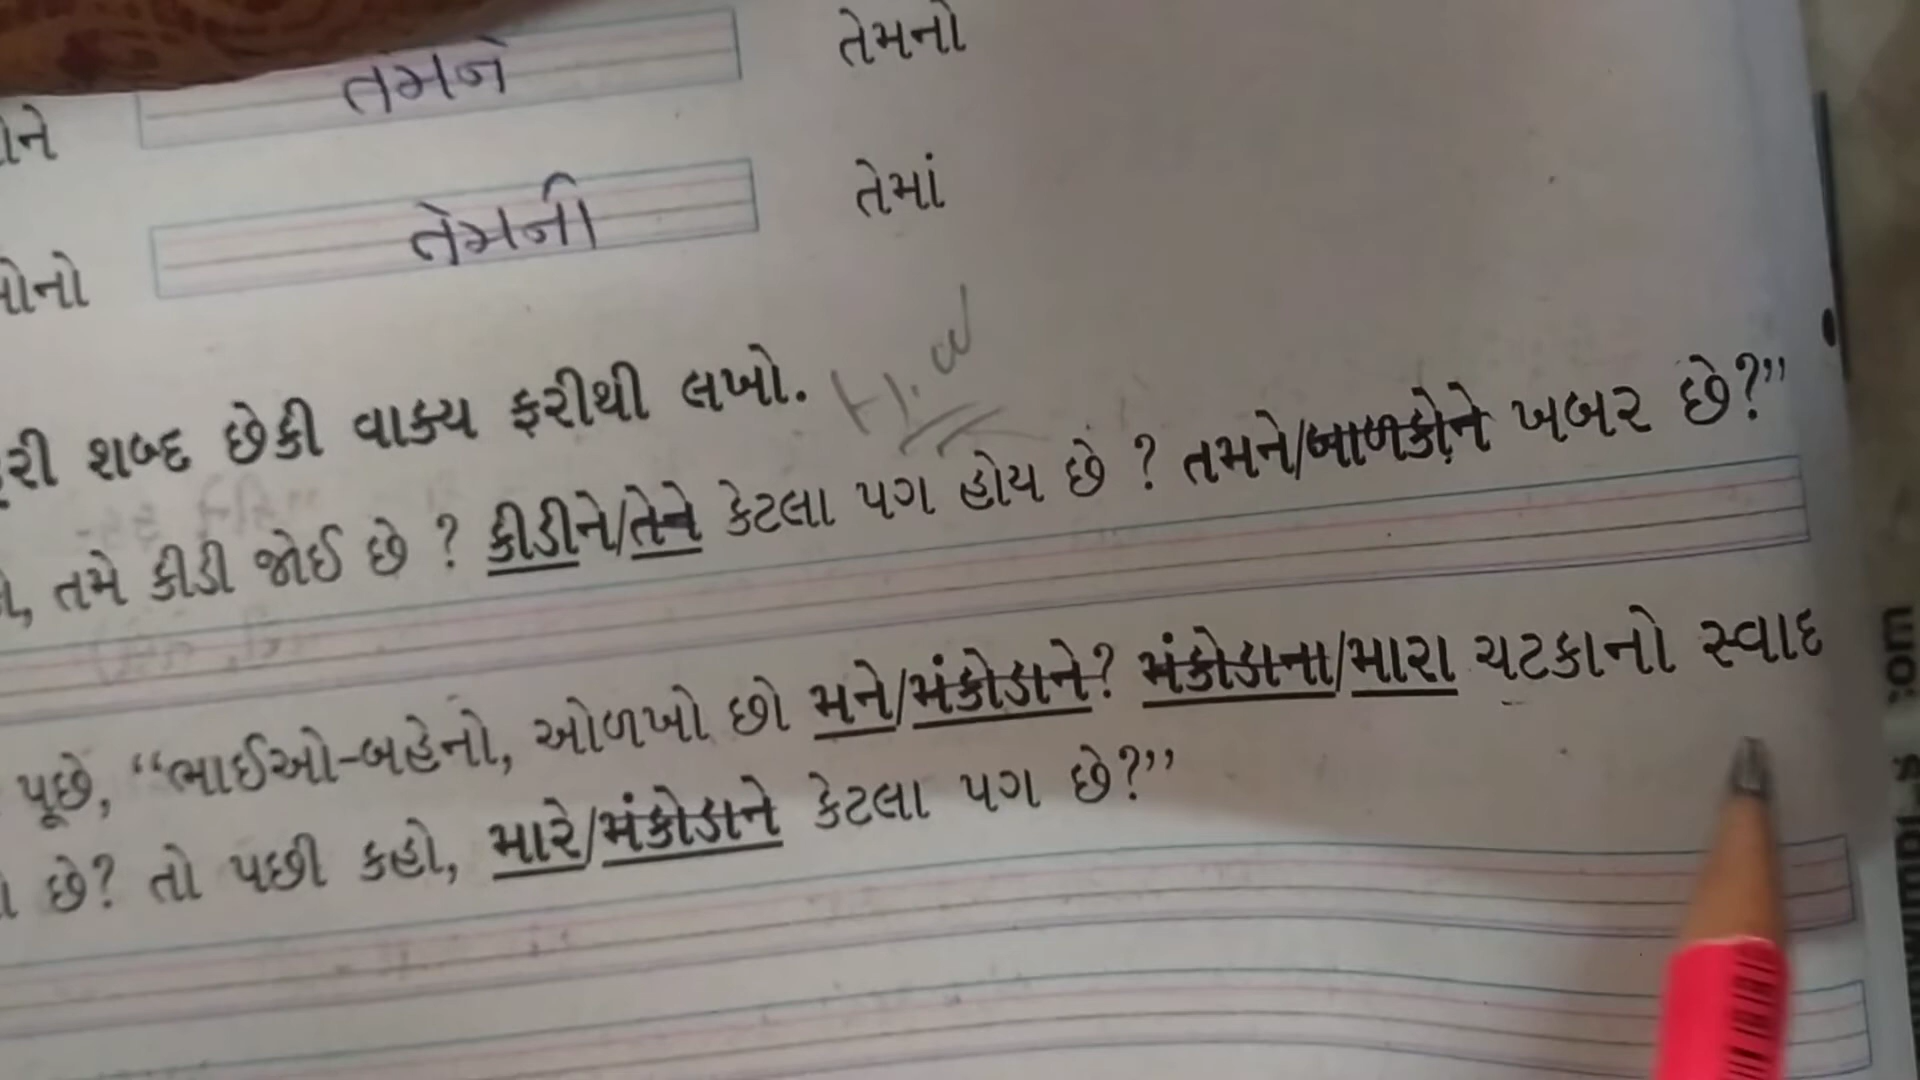 તમને તેમનો
તેમની તેમાં
H.W
શબ્દ છેકી વાક્ય ફરીથી લખો.
તમે કીડી જોઈ છે ? કીડીને/તેને કેટલા પગ હોય છે ? તમને/બાળકોને ખબર છે?”
પૂછે, “ભાઈઓ-બહેનો, ઓળખો છો મને/મંકોડાને? મંકોડાના/મારા ચટકાનો સ્વાદ
છે? તો પછી કહો, મારે/મંકોડાને કેટલા પગ છે?”